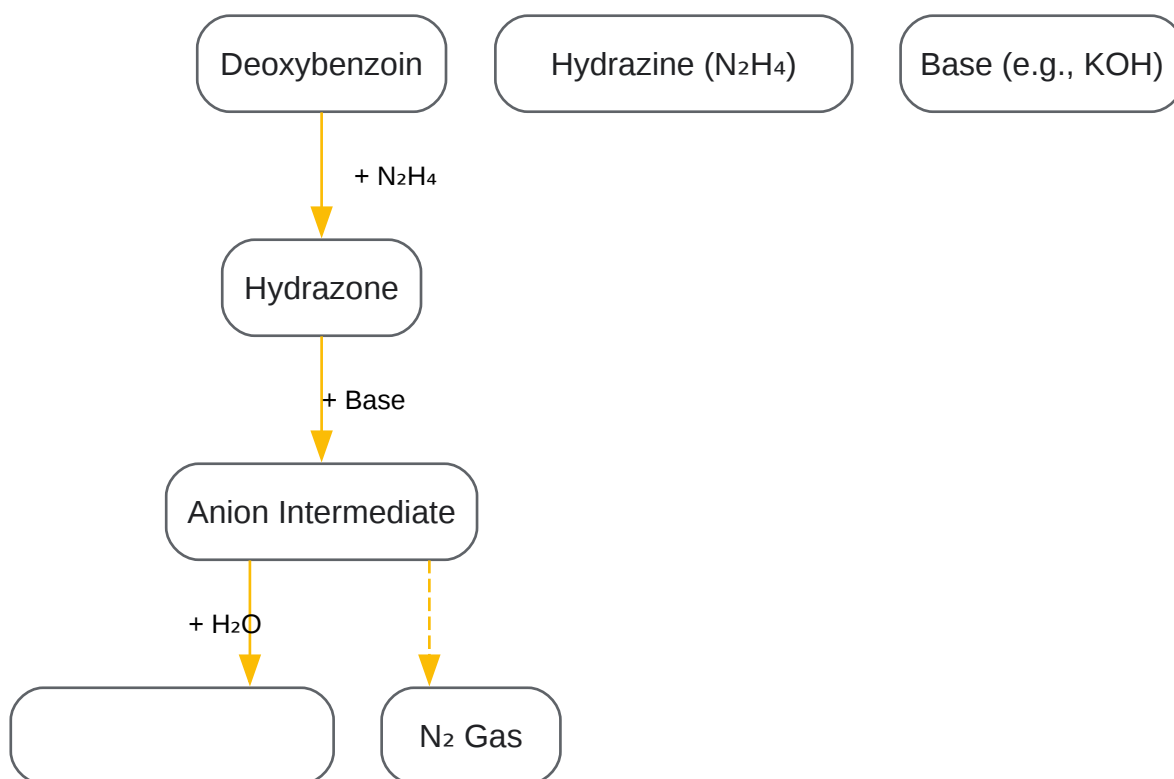 Deoxybenzoin
Hydrazine (N₂H₄)
Base (e.g., KOH)
+ N₂H₄
Hydrazone
+ Base
Anion Intermediate
+ H₂O
N₂ Gas